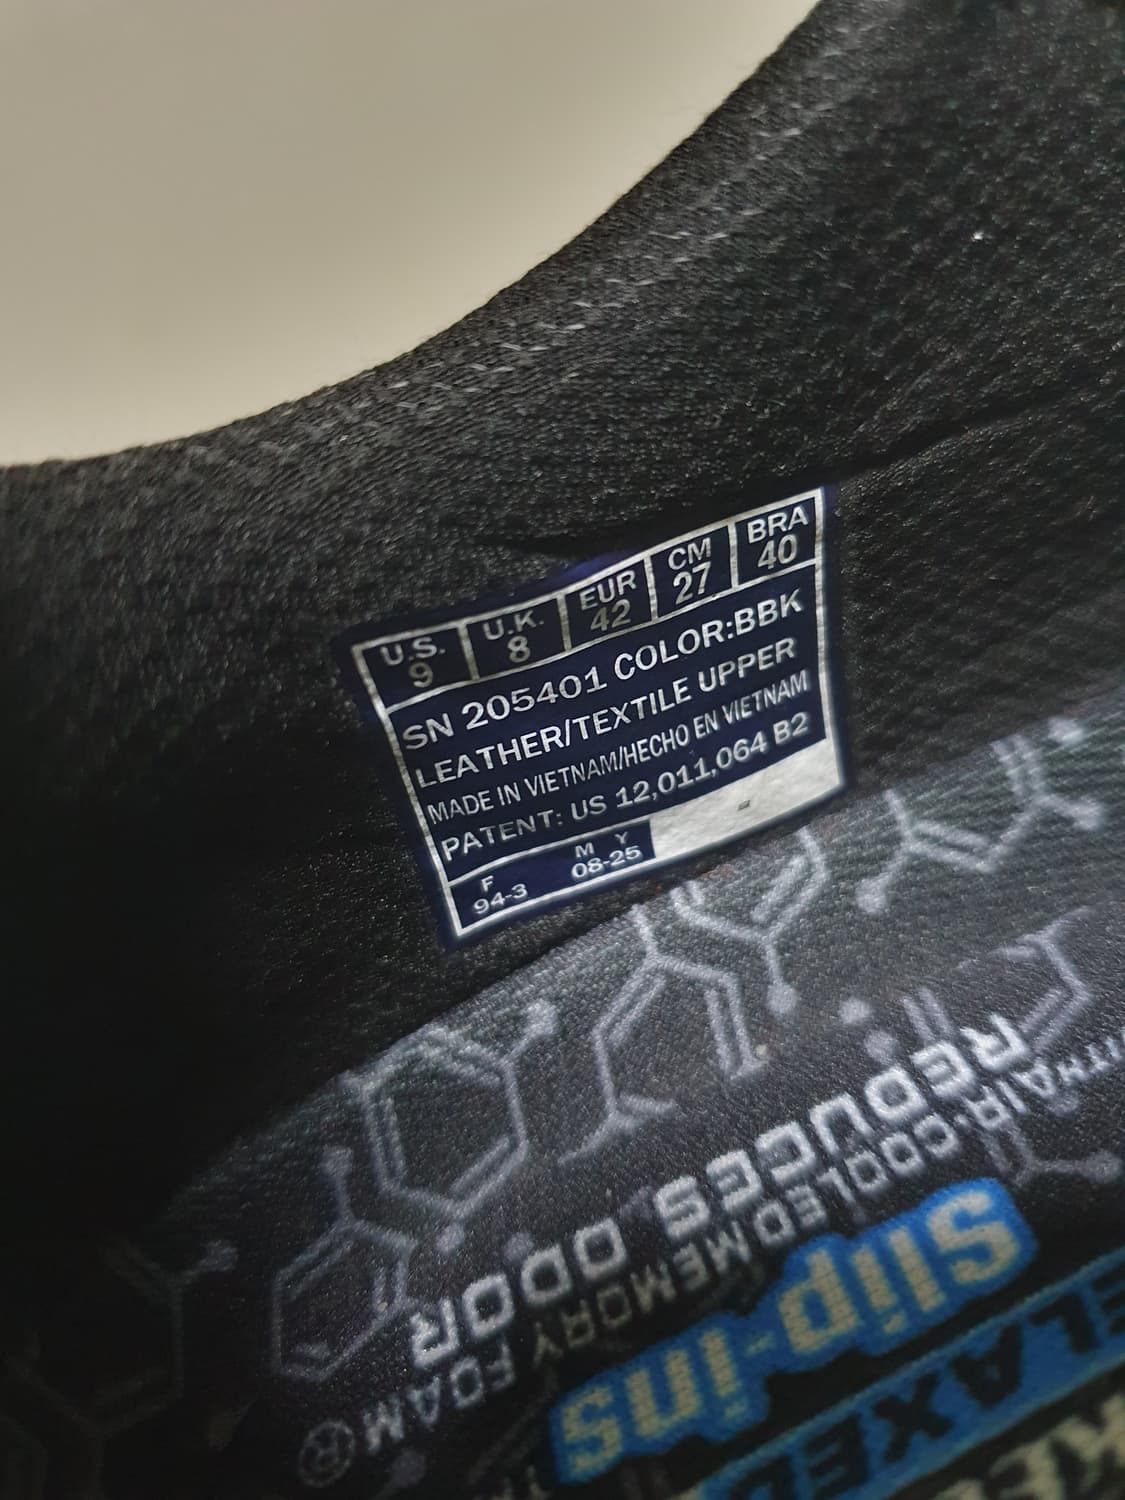 U.S. U.K. EUR CM BRA
9 8 42 27 40
SN 205401 COLOR:BBK
LEATHER/TEXTILE UPPER
MADE IN VIETNAM/HECHO EN VIETNAM
PATENT: US 12,011,064 B2
F M Y
94-3 08-25
REDUCES ODOR
AIR-COOLED MEMORY FOAM®
Slip-ins